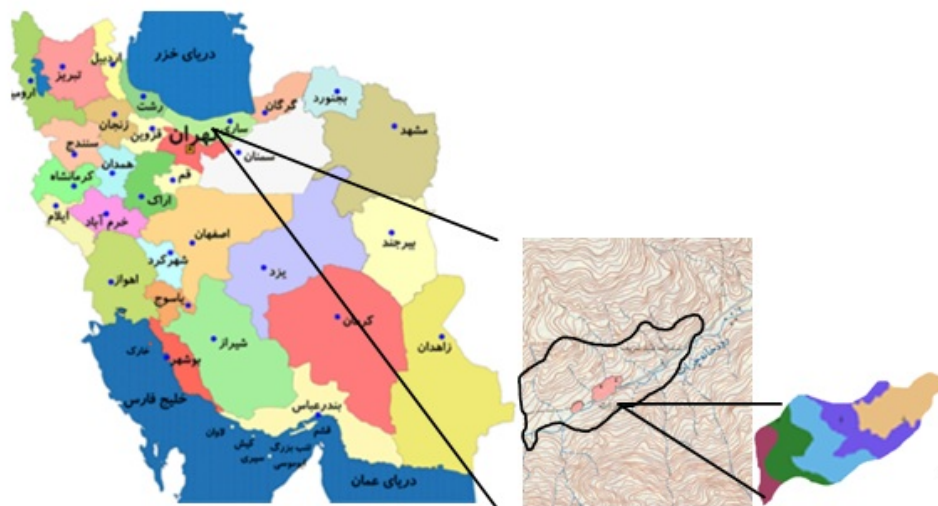 دریای خزر
اردبیل
تبریز
ارومیه
رشت
گرگان
بجنورد
مشهد
زنجان
قزوین
ساری
تهران
سمنان
سنندج
همدان
قم
کرمانشاه
اراک
ایلام
خرم آباد
اصفهان
بیرجند
شهرکرد
یزد
اهواز
یاسوج
کرمان
شیراز
زاهدان
خارک
بوشهر
خلیج فارس
بندرعباس
قشم
لاوان
کیش
تنب بزرگ
سیری
ابوموسی
دریای عمان